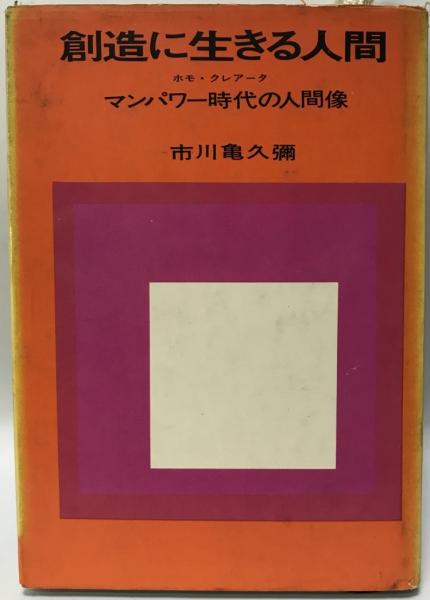 創造に生きる人間
ホモ・クレアータ
マンパワー時代の人間像
市川亀久彌